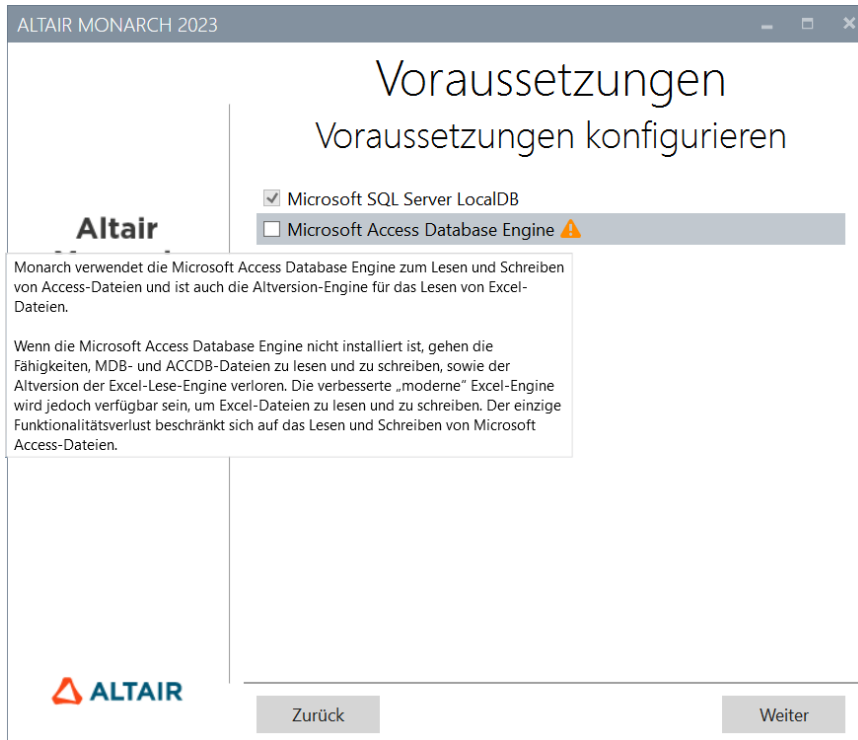 ALTAIR MONARCH 2023
Voraussetzungen
Voraussetzungen konfigurieren
Microsoft SQL Server LocalDB
Microsoft Access Database Engine
Altair
Monarch verwendet die Microsoft Access Database Engine zum Lesen und Schreiben
von Access-Dateien und ist auch die Altversion-Engine für das Lesen von Excel-
Dateien.
Wenn die Microsoft Access Database Engine nicht installiert ist, gehen die
Fähigkeiten, MDB- und ACCDB-Dateien zu lesen und zu schreiben, sowie der
Altversion der Excel-Lese-Engine verloren. Die verbesserte „moderne“ Excel-Engine
wird jedoch verfügbar sein, um Excel-Dateien zu lesen und zu schreiben. Der einzige
Funktionalitätsverlust beschränkt sich auf das Lesen und Schreiben von Microsoft
Access-Dateien.
ALTAIR
Zurück
Weiter